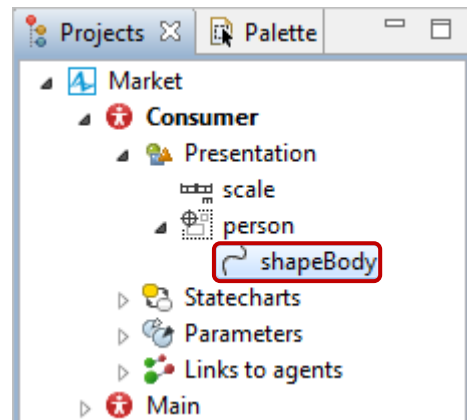 Projects Palette
Market
Consumer
Presentation
scale
person
shapeBody
Statecharts
Parameters
Links to agents
Main